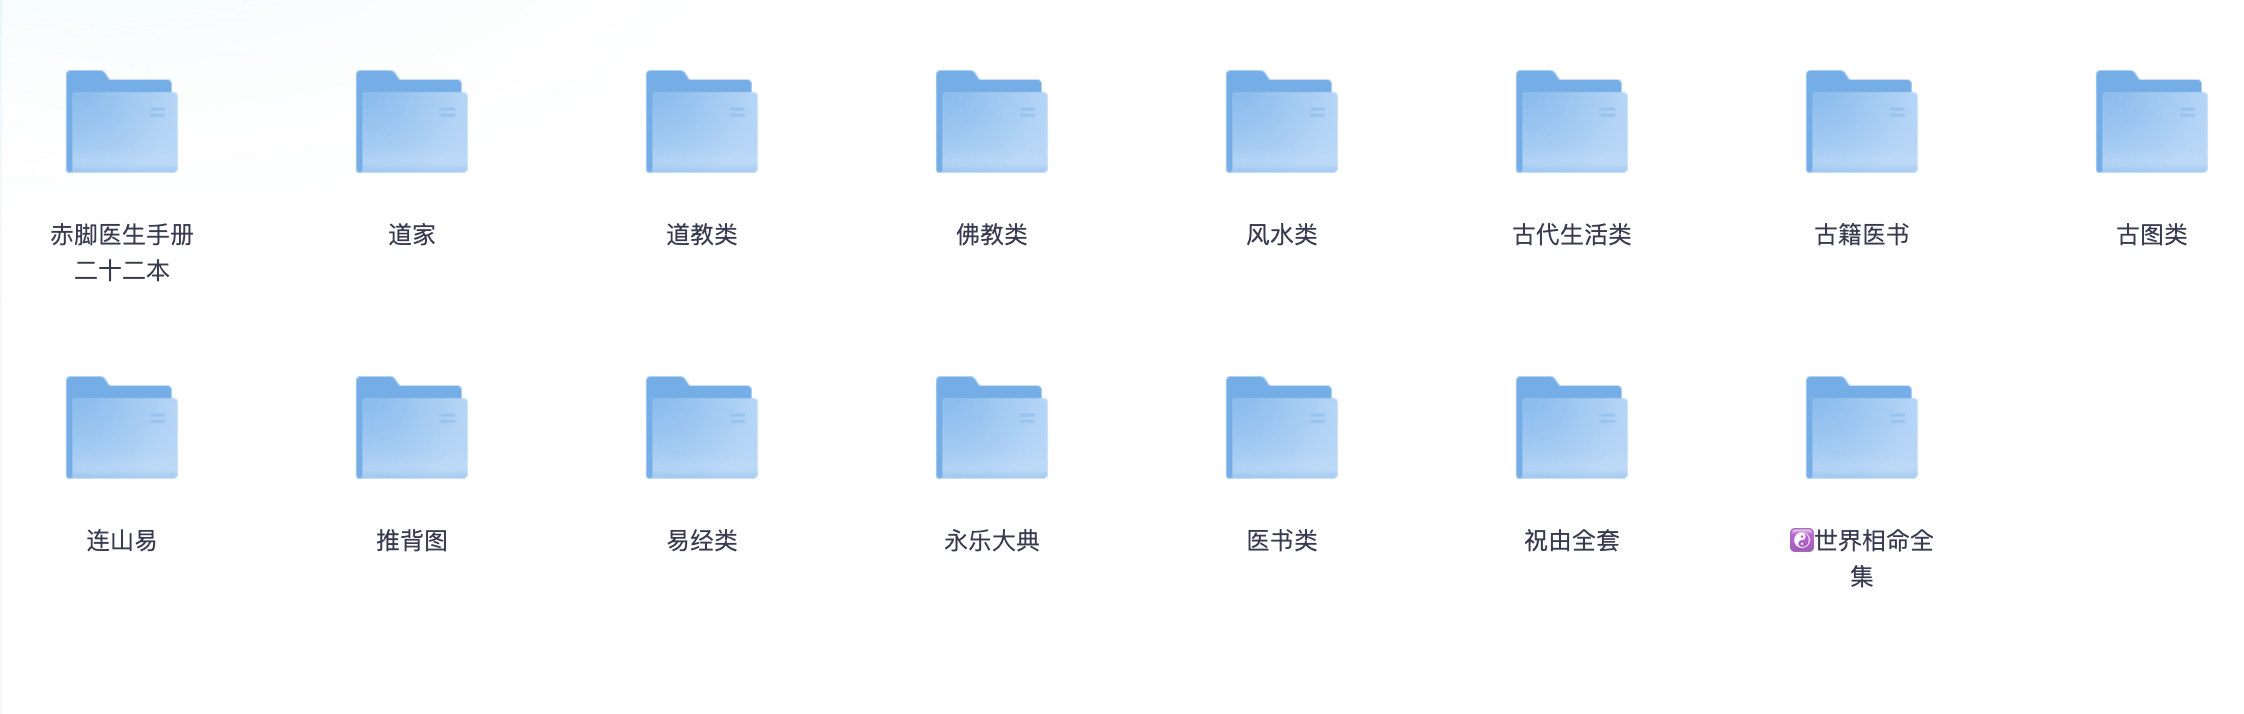 赤脚医生手册
二十二本
道家
道教类
佛教类
风水类
古代生活类
古籍医书
古图类
连山易
推背图
易经类
永乐大典
医书类
祝由全套
☯️世界相命全
集